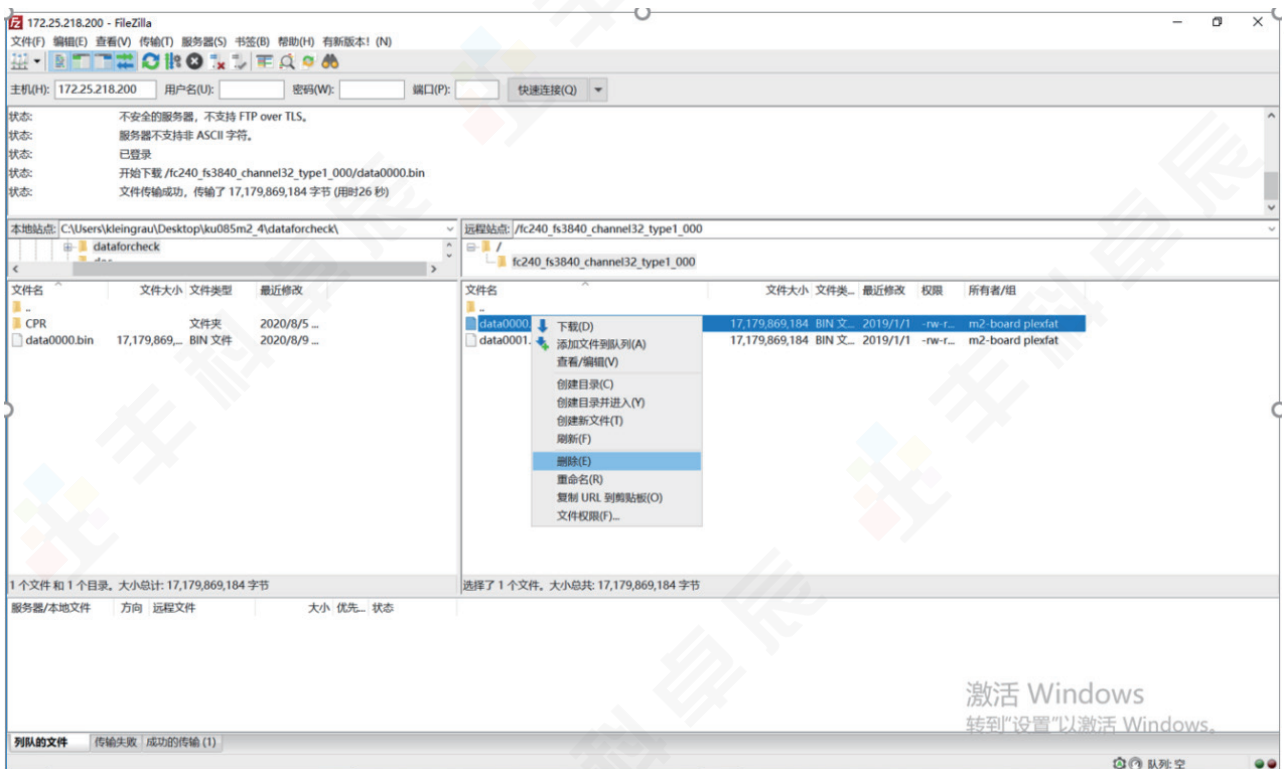 172.25.218.200 - FileZilla
文件(F) 编辑(E) 查看(V) 传输(T) 服务器(S) 书签(B) 帮助(H) 有新版本! (N)
主机(H): 172.25.218.200 用户名(U): 密码(W): 端口(P): 快速连接(Q)
状态: 不安全的服务器，不支持 FTP over TLS。
状态: 服务器不支持非 ASCII 字符。
状态: 已登录
状态: 开始下载 /fc240_fs3840_channel32_type1_000/data0000.bin
状态: 文件传输成功，传输了 17,179,869,184 字节 (用时26 秒)
本地站点: C:\Users\kleingrau\Desktop\ku085m2_4\dataforcheck\ 远程站点: /fc240_fs3840_channel32_type1_000
dataforcheck /
fc240_fs3840_channel32_type1_000
文件名 文件大小 文件类型 最近修改 文件名 文件大小 文件类... 最近修改 权限 所有者/组
.. ..
CPR 文件夹 2020/8/5 ... data0000. 17,179,869,184 BIN 文... 2019/1/1 -rw-r... m2-board plexfat
data0000.bin 17,179,869,... BIN 文件 2020/8/9 ... data0001. 17,179,869,184 BIN 文... 2019/1/1 -rw-r... m2-board plexfat
下载(D)
添加文件到队列(A)
查看/编辑(V)
创建目录(C)
创建目录并进入(Y)
创建新文件(T)
刷新(F)
删除(E)
重命名(R)
复制 URL 到剪贴板(O)
文件权限(F)...
1 个文件 和 1 个目录。大小总计: 17,179,869,184 字节 选择了 1 个文件。大小总共: 17,179,869,184 字节
服务器/本地文件 方向 远程文件 大小 优先... 状态
激活 Windows
转到"设置"以激活 Windows。
列队的文件 传输失败 成功的传输 (1)
队列: 空
丰科卓辰